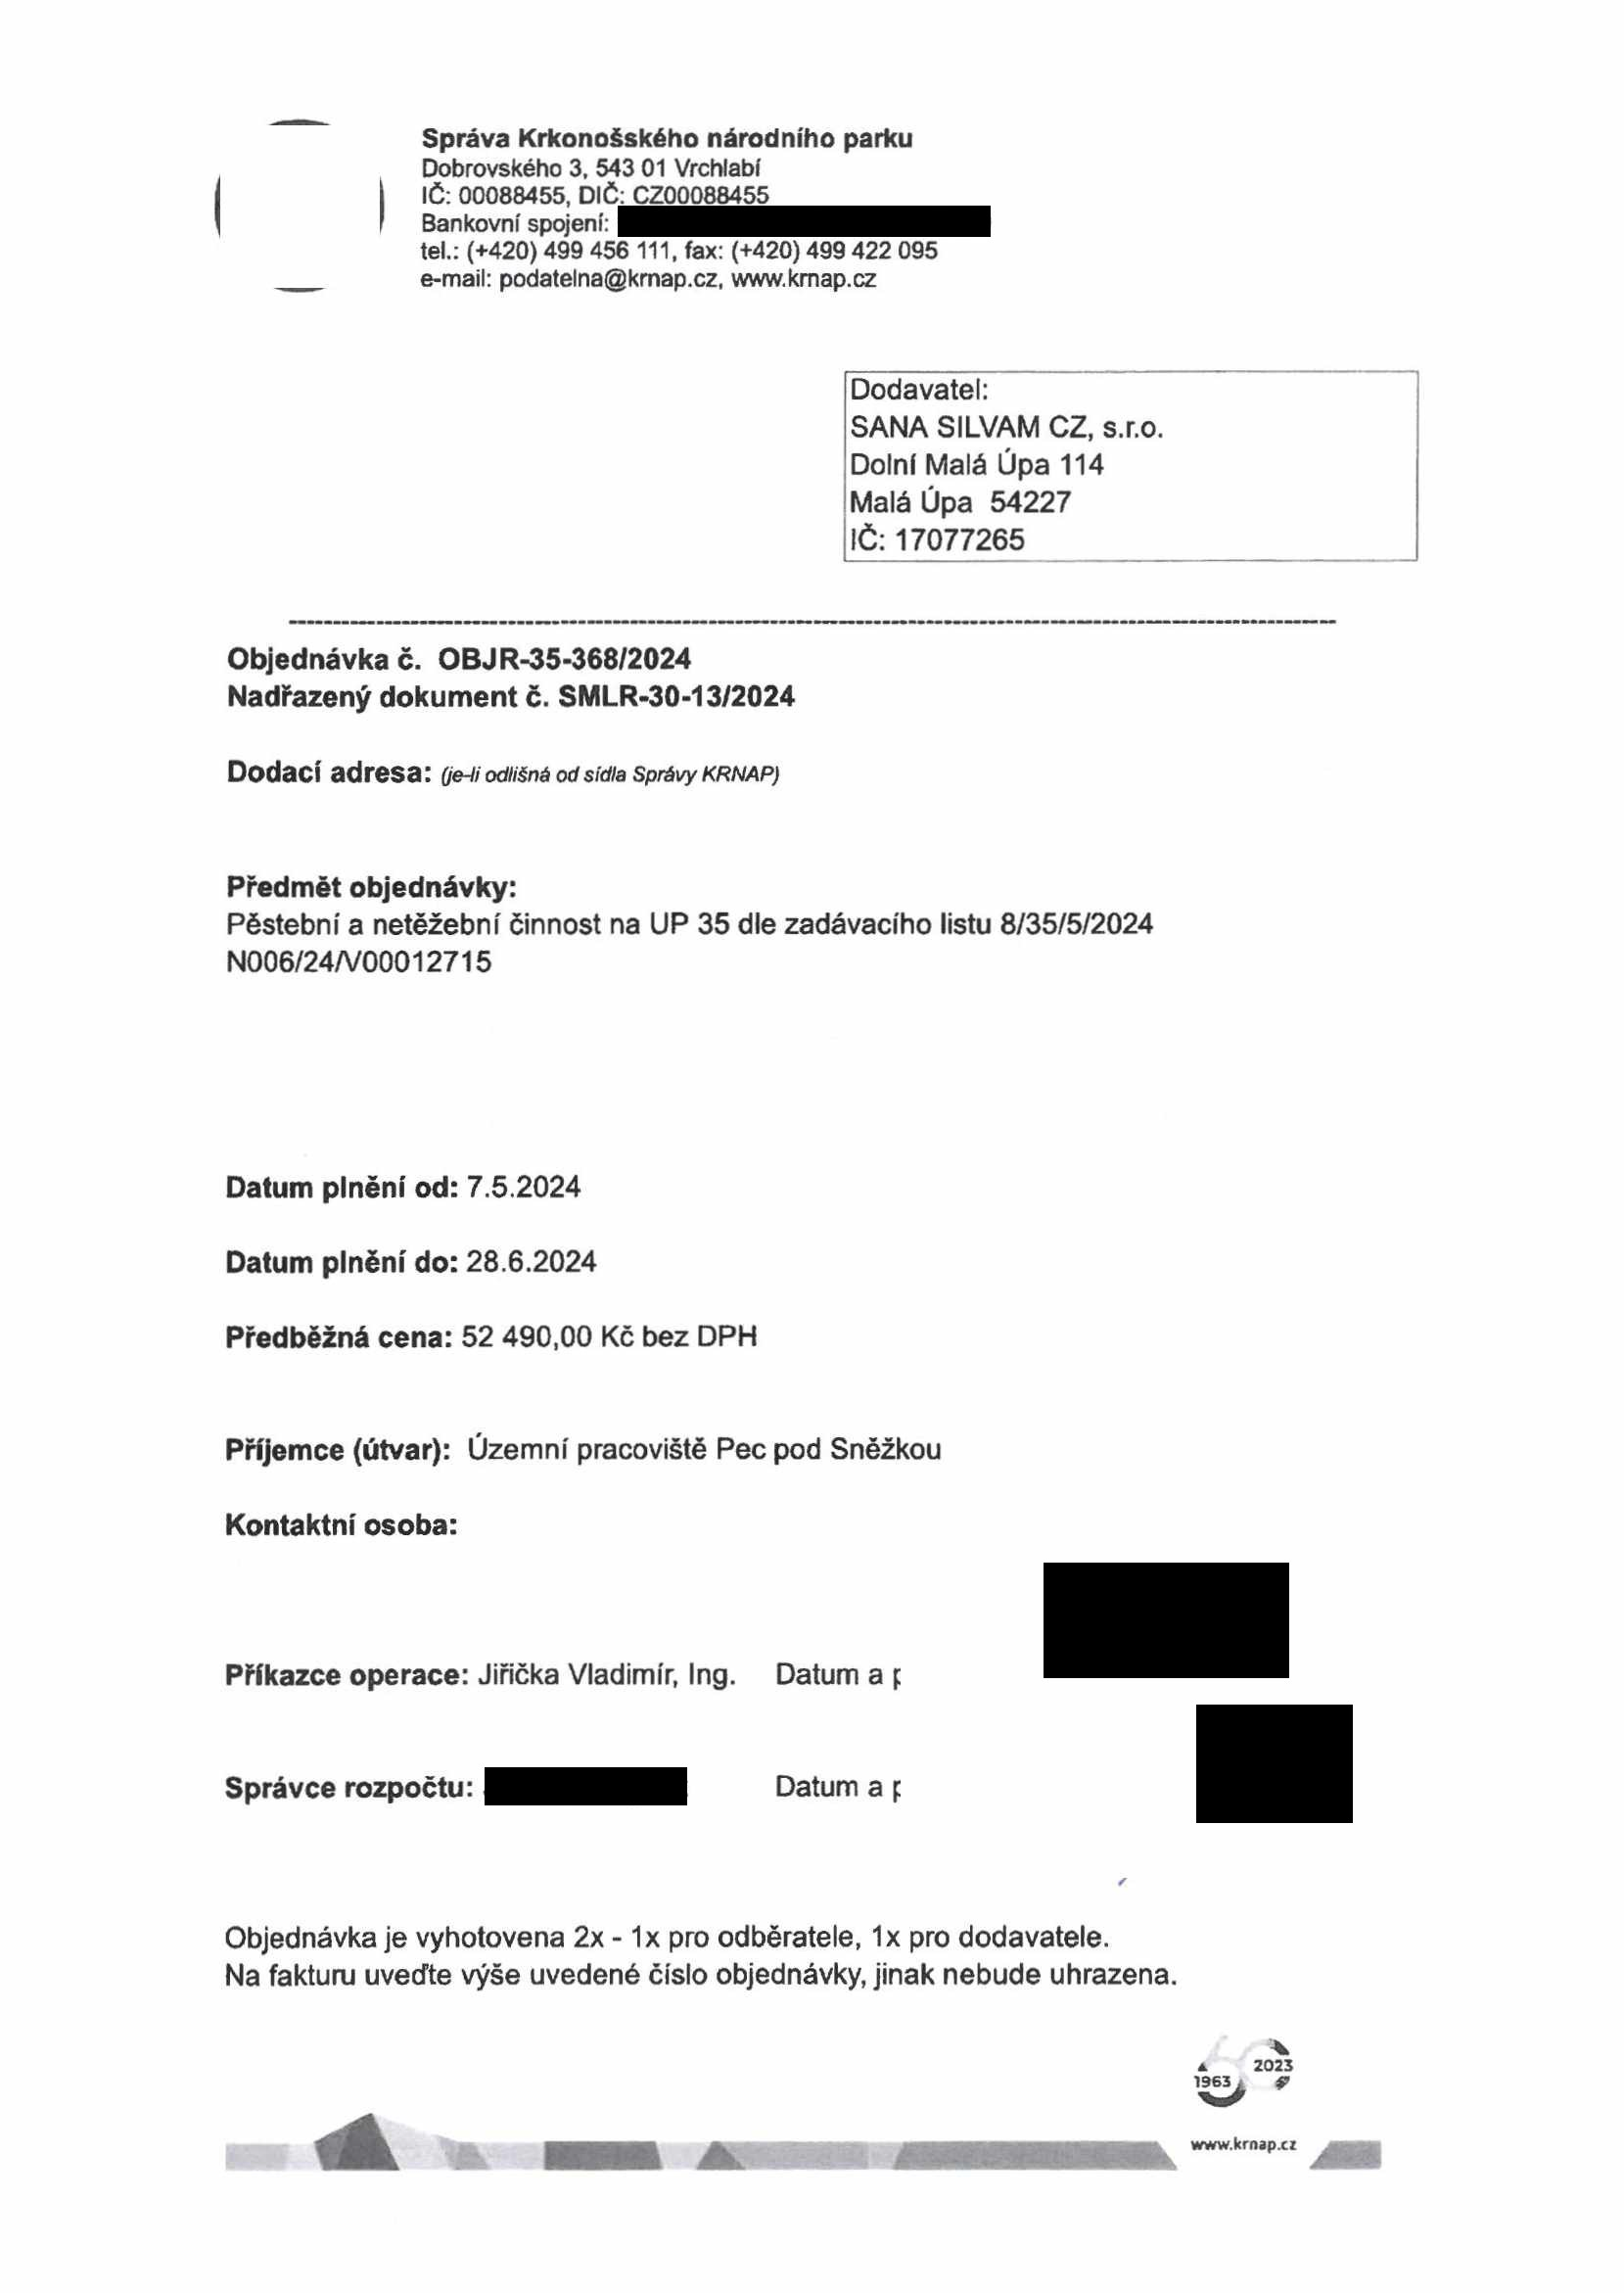 Správa Krkonošského národního parku
Dobrovského 3, 543 01 Vrchlabí
IČ: 00088455, DIČ: CZ00088455
Bankovní spojení:
tel.: (+420) 499 456 111, fax: (+420) 499 422 095
e-mail: podatelna@krnap.cz, www.krnap.cz
Dodavatel:
SANA SILVAM CZ, s.r.o.
Dolní Malá Úpa 114
Malá Úpa 54227
IČ: 17077265
Objednávka č. OBJR-35-368/2024
Nadřazený dokument č. SMLR-30-13/2024
Dodací adresa: (je-li odlišná od sídla Správy KRNAP)
Předmět objednávky:
Pěstební a netěžební činnost na UP 35 dle zadávacího listu 8/35/5/2024
N006/24/V00012715
Datum plnění od: 7.5.2024
Datum plnění do: 28.6.2024
Předběžná cena: 52 490,00 Kč bez DPH
Příjemce (útvar): Územní pracoviště Pec pod Sněžkou
Kontaktní osoba:
Příkazce operace: Jiřička Vladimír, Ing. Datum a
Správce rozpočtu: Datum a
Objednávka je vyhotovena 2x - 1x pro odběratele, 1x pro dodavatele.
Na fakturu uveďte výše uvedené číslo objednávky, jinak nebude uhrazena.
60
1963 2023
www.krnap.cz